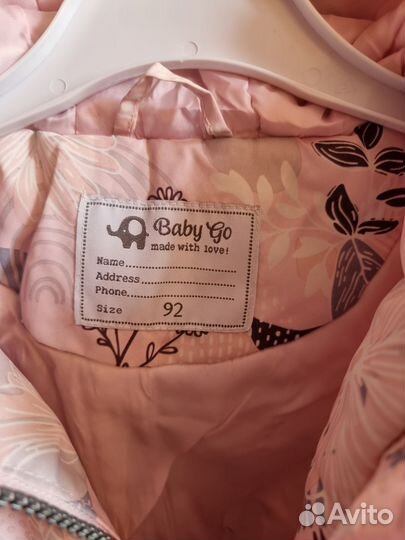 Baby Go
made with love!
Name....................
Address.................
Phone...................
Size 92
Avito